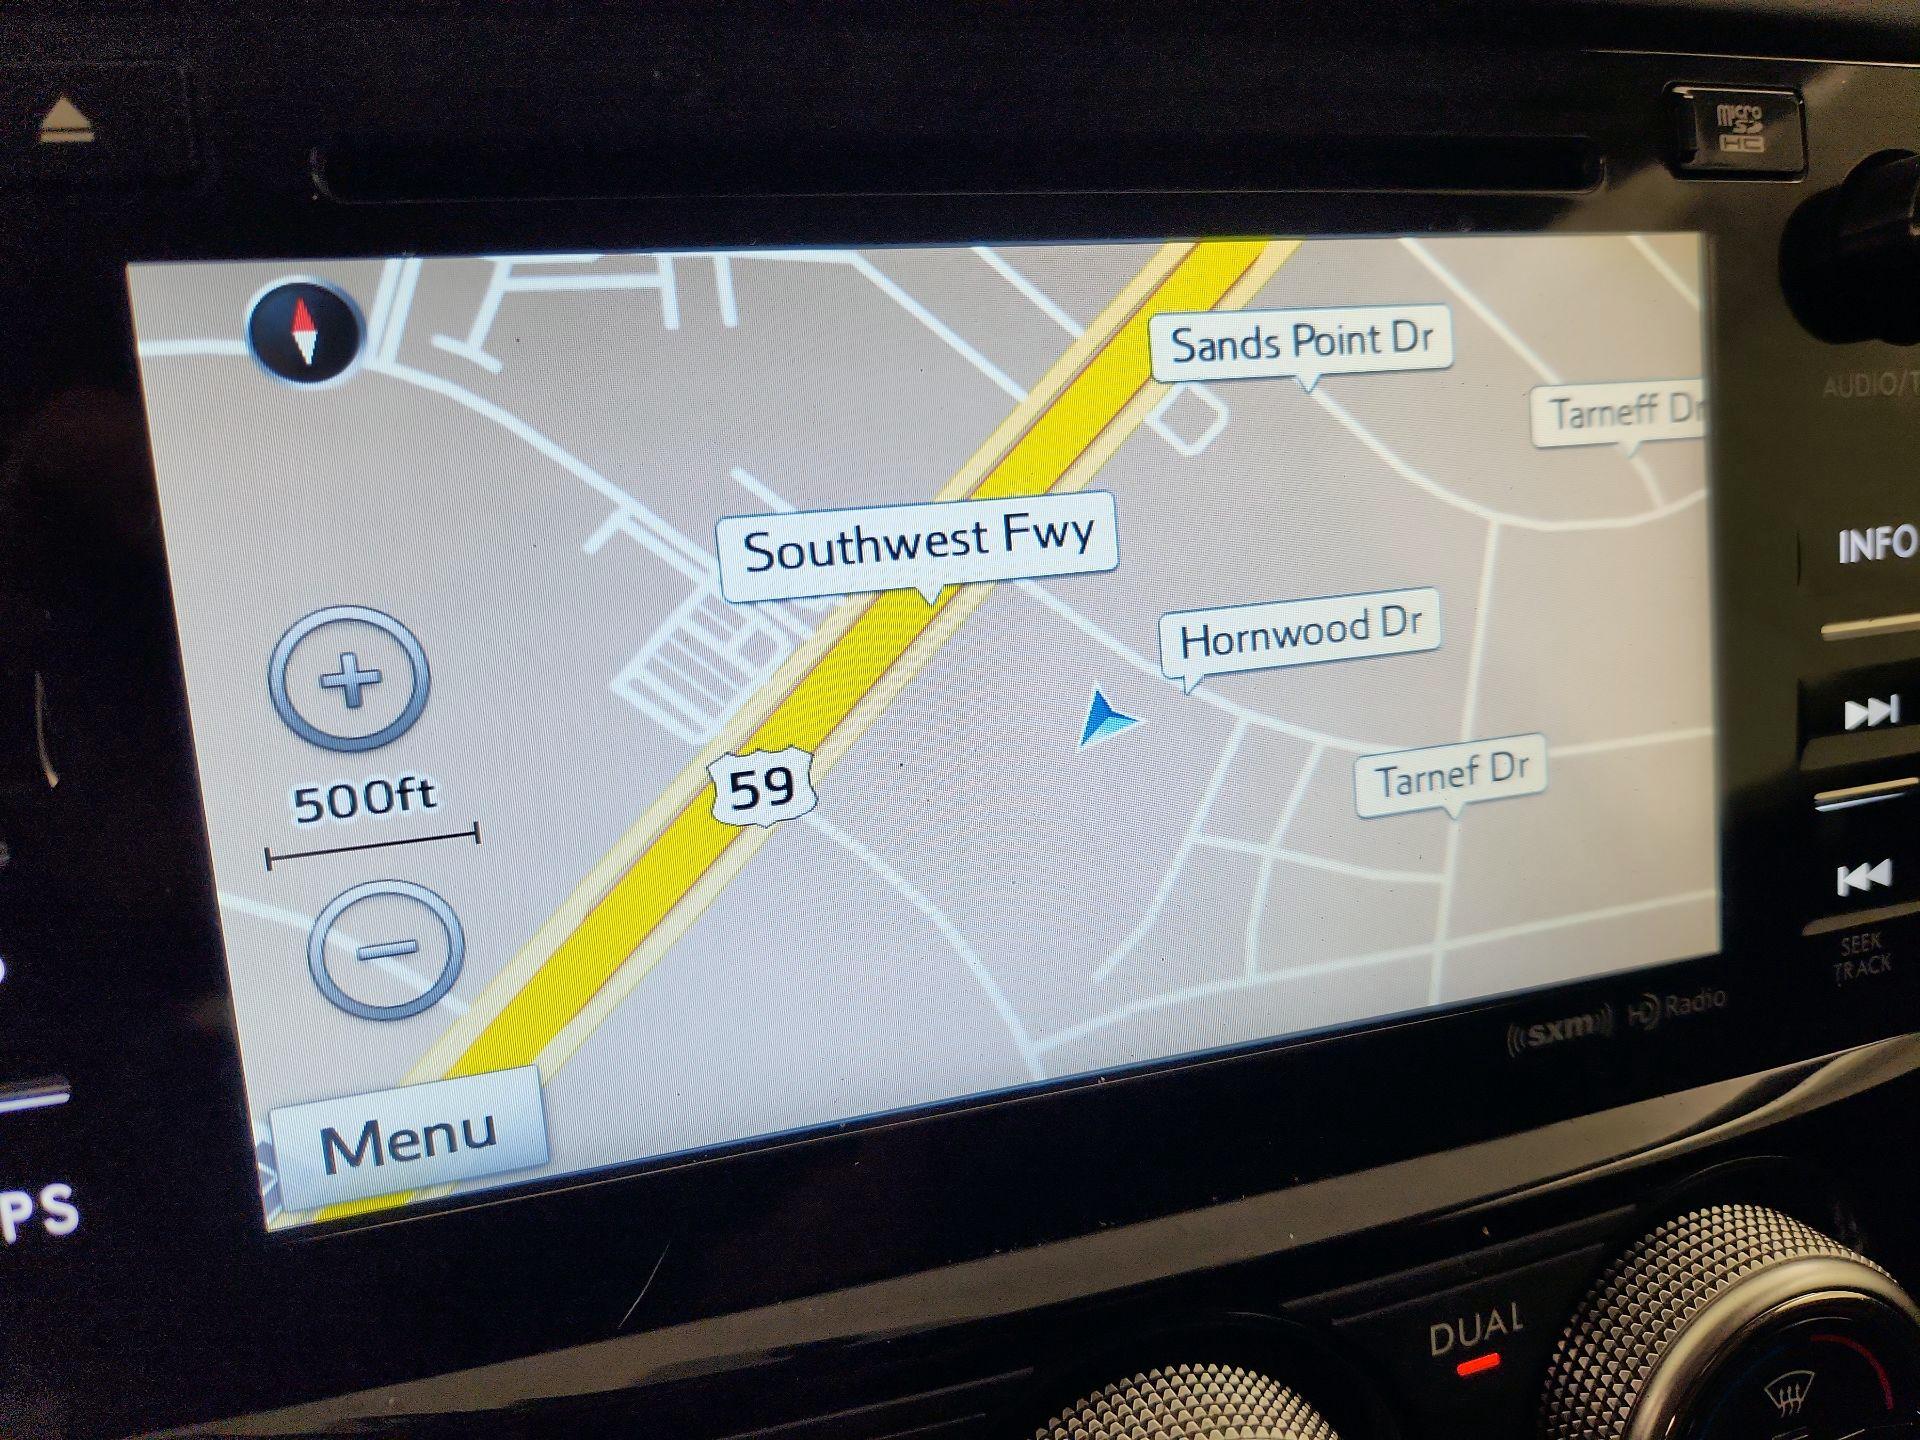 micro
SD
HC
AUDIO/T
Sands Point Dr
Tarneff Dr
Southwest Fwy
INFO
Hornwood Dr
500ft
59
Tarnef Dr
SEEK
TRACK
sxm HD Radio
Menu
PS
DUAL